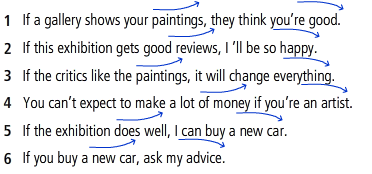 1 If a gallery shows your paintings, they think you're good.
2 If this exhibition gets good reviews, I 'll be so happy.
3 If the critics like the paintings, it will change everything.
4 You can't expect to make a lot of money if you're an artist.
5 If the exhibition does well, I can buy a new car.
6 If you buy a new car, ask my advice.